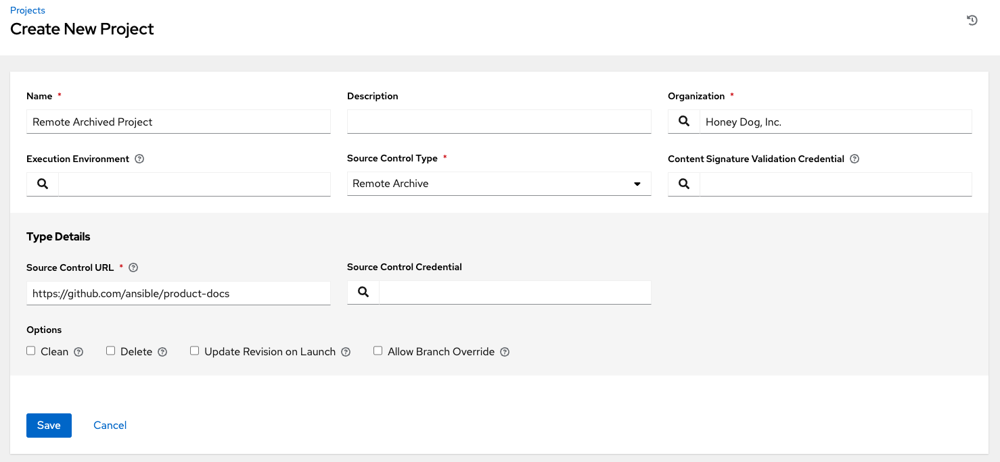 Projects
Create New Project
Name * Description Organization *
Remote Archived Project Honey Dog, Inc.
Execution Environment Source Control Type * Content Signature Validation Credential
Remote Archive
Type Details
Source Control URL * Source Control Credential
https://github.com/ansible/product-docs
Options
Clean Delete Update Revision on Launch Allow Branch Override
Save Cancel